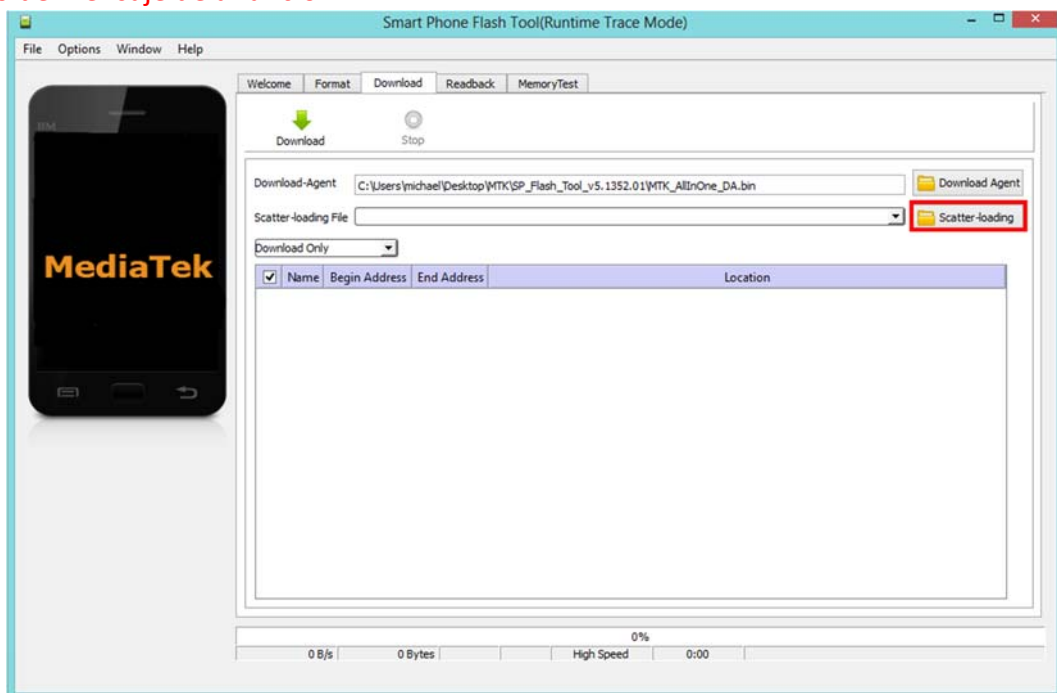 Smart Phone Flash Tool(Runtime Trace Mode)
File Options Window Help
Welcome Format Download Readback MemoryTest
BM
Download Stop
Download-Agent C:\Users\michael\Desktop\MTK\SP_Flash_Tool_v5.1352.01\MTK_AllInOne_DA.bin Download Agent
Scatter-loading File Scatter-loading
Download Only
MediaTek
Name Begin Address End Address Location
0%
0 B/s 0 Bytes High Speed 0:00